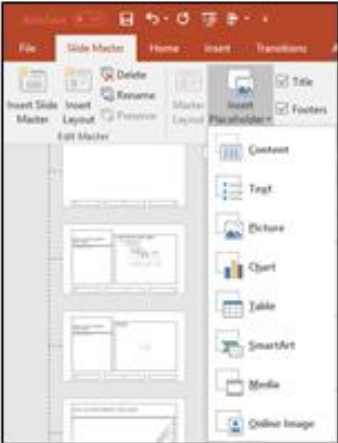 File Slide Master Home Insert Transitions
Insert Slide Master
Insert Layout
Delete
Rename
Preserve
Master Layout
Insert Placeholder
Title
Footers
Edit Master
Content
Text
Picture
Chart
Table
SmartArt
Media
Online Image